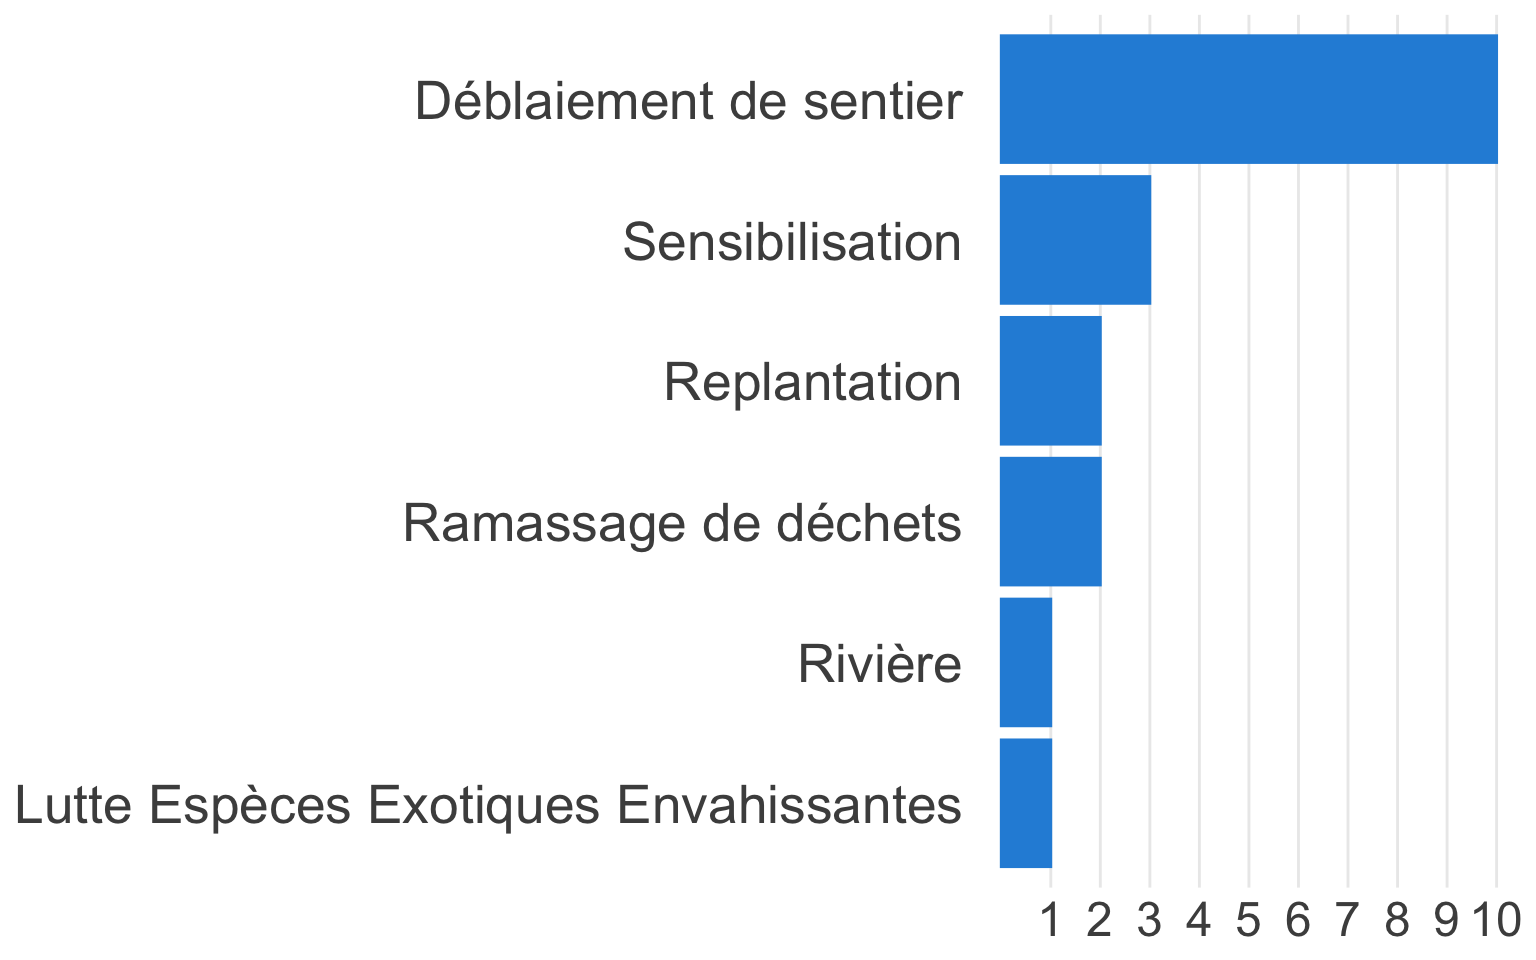 Déblaiement de sentier
Sensibilisation
Replantation
Ramassage de déchets
Rivière
Lutte Espèces Exotiques Envahissantes
1 2 3 4 5 6 7 8 9 10